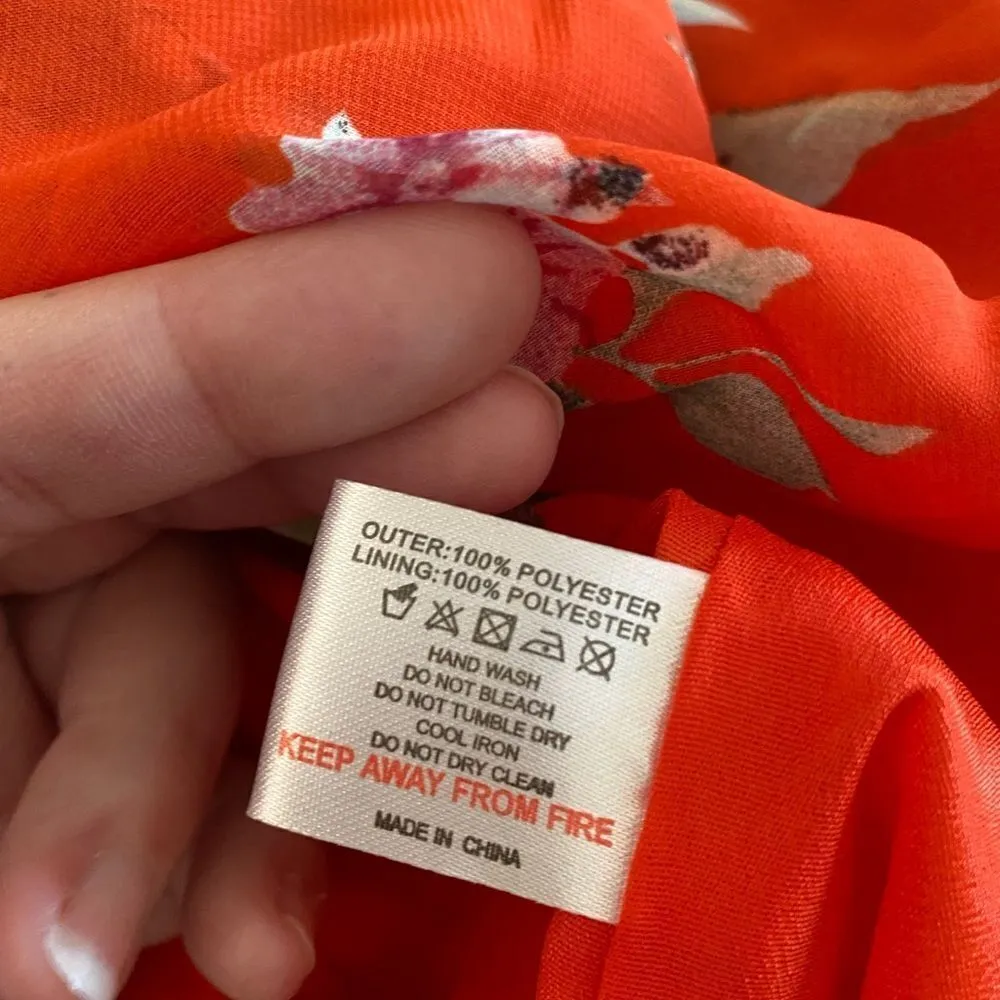 OUTER:100% POLYESTER
LINING:100% POLYESTER
HAND WASH
DO NOT BLEACH
DO NOT TUMBLE DRY
COOL IRON
DO NOT DRY CLEAN
KEEP AWAY FROM FIRE
MADE IN CHINA